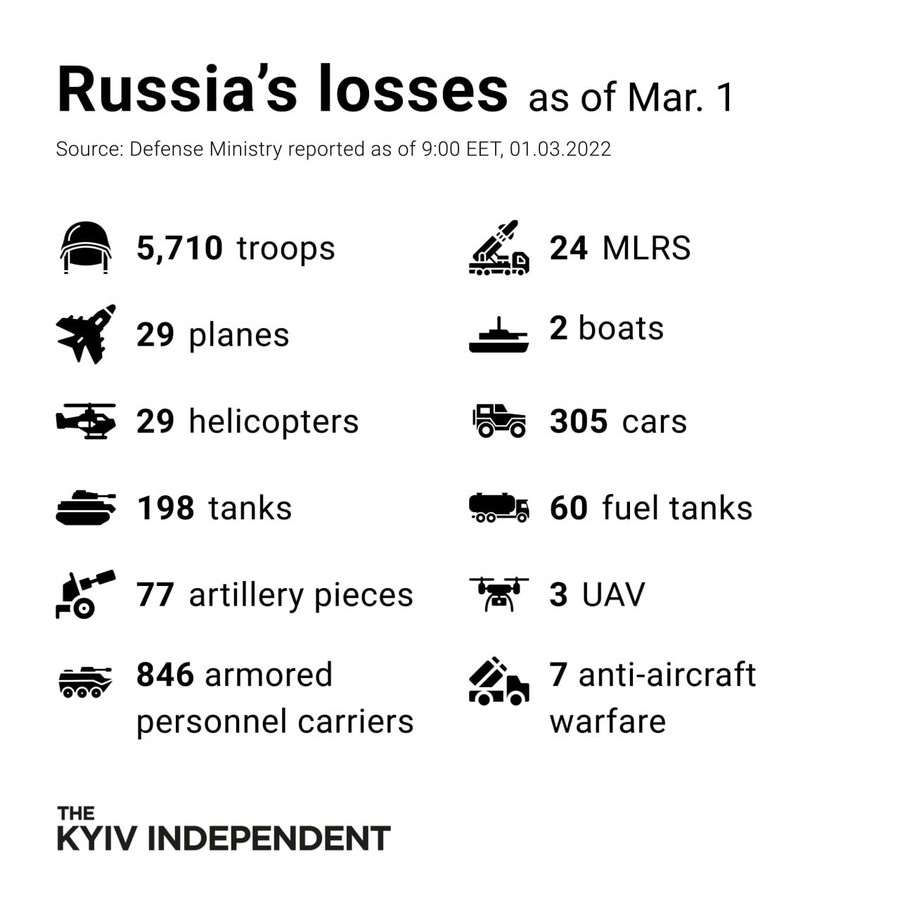 Russia's losses as of Mar. 1
Source: Defense Ministry reported as of 9:00 EET, 01.03.2022
5,710 troops
29 planes
29 helicopters
198 tanks
77 artillery pieces
846 armored
personnel carriers
24 MLRS
2 boats
305 cars
60 fuel tanks
3 UAV
7 anti-aircraft
warfare
THE
KYIV INDEPENDENT